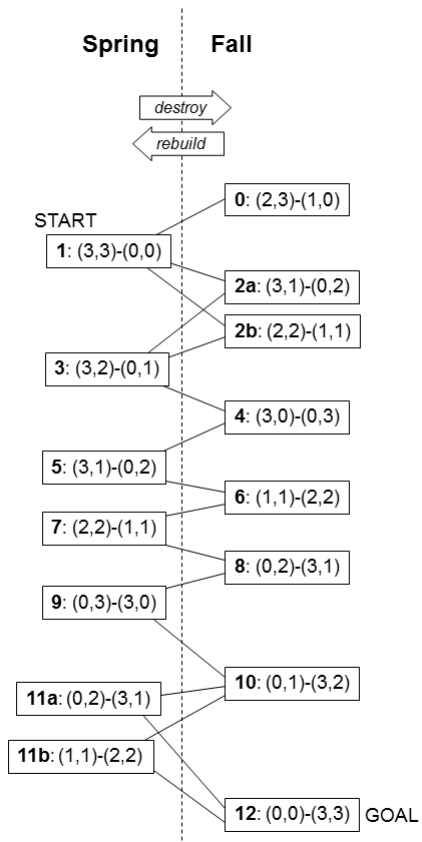 Spring Fall
destroy
rebuild
0: (2,3)-(1,0)
START
1: (3,3)-(0,0)
2a: (3,1)-(0,2)
2b: (2,2)-(1,1)
3: (3,2)-(0,1)
4: (3,0)-(0,3)
5: (3,1)-(0,2)
6: (1,1)-(2,2)
7: (2,2)-(1,1)
8: (0,2)-(3,1)
9: (0,3)-(3,0)
10: (0,1)-(3,2)
11a: (0,2)-(3,1)
11b: (1,1)-(2,2)
12: (0,0)-(3,3) GOAL